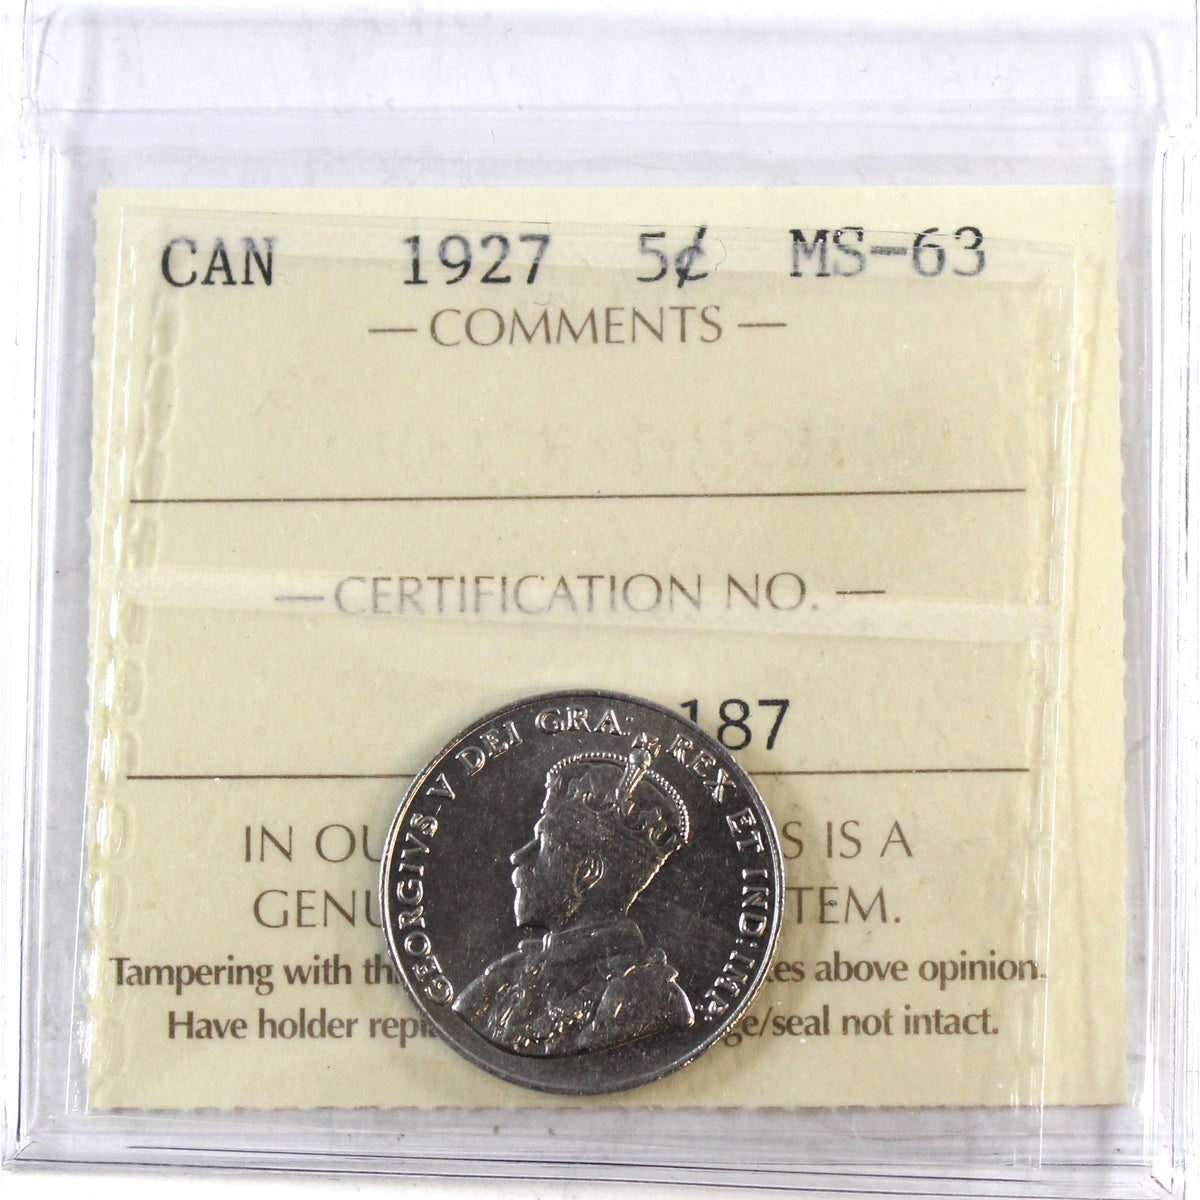 CAN 1927 5¢ MS-63
— COMMENTS —
— CERTIFICATION NO. —
187
GEORGIVS V DEI GRA: REX ET IND: IMP:
IN OU S IS A
GENU TEM.
Tampering with th es above opinion.
Have holder repl ge/seal not intact.